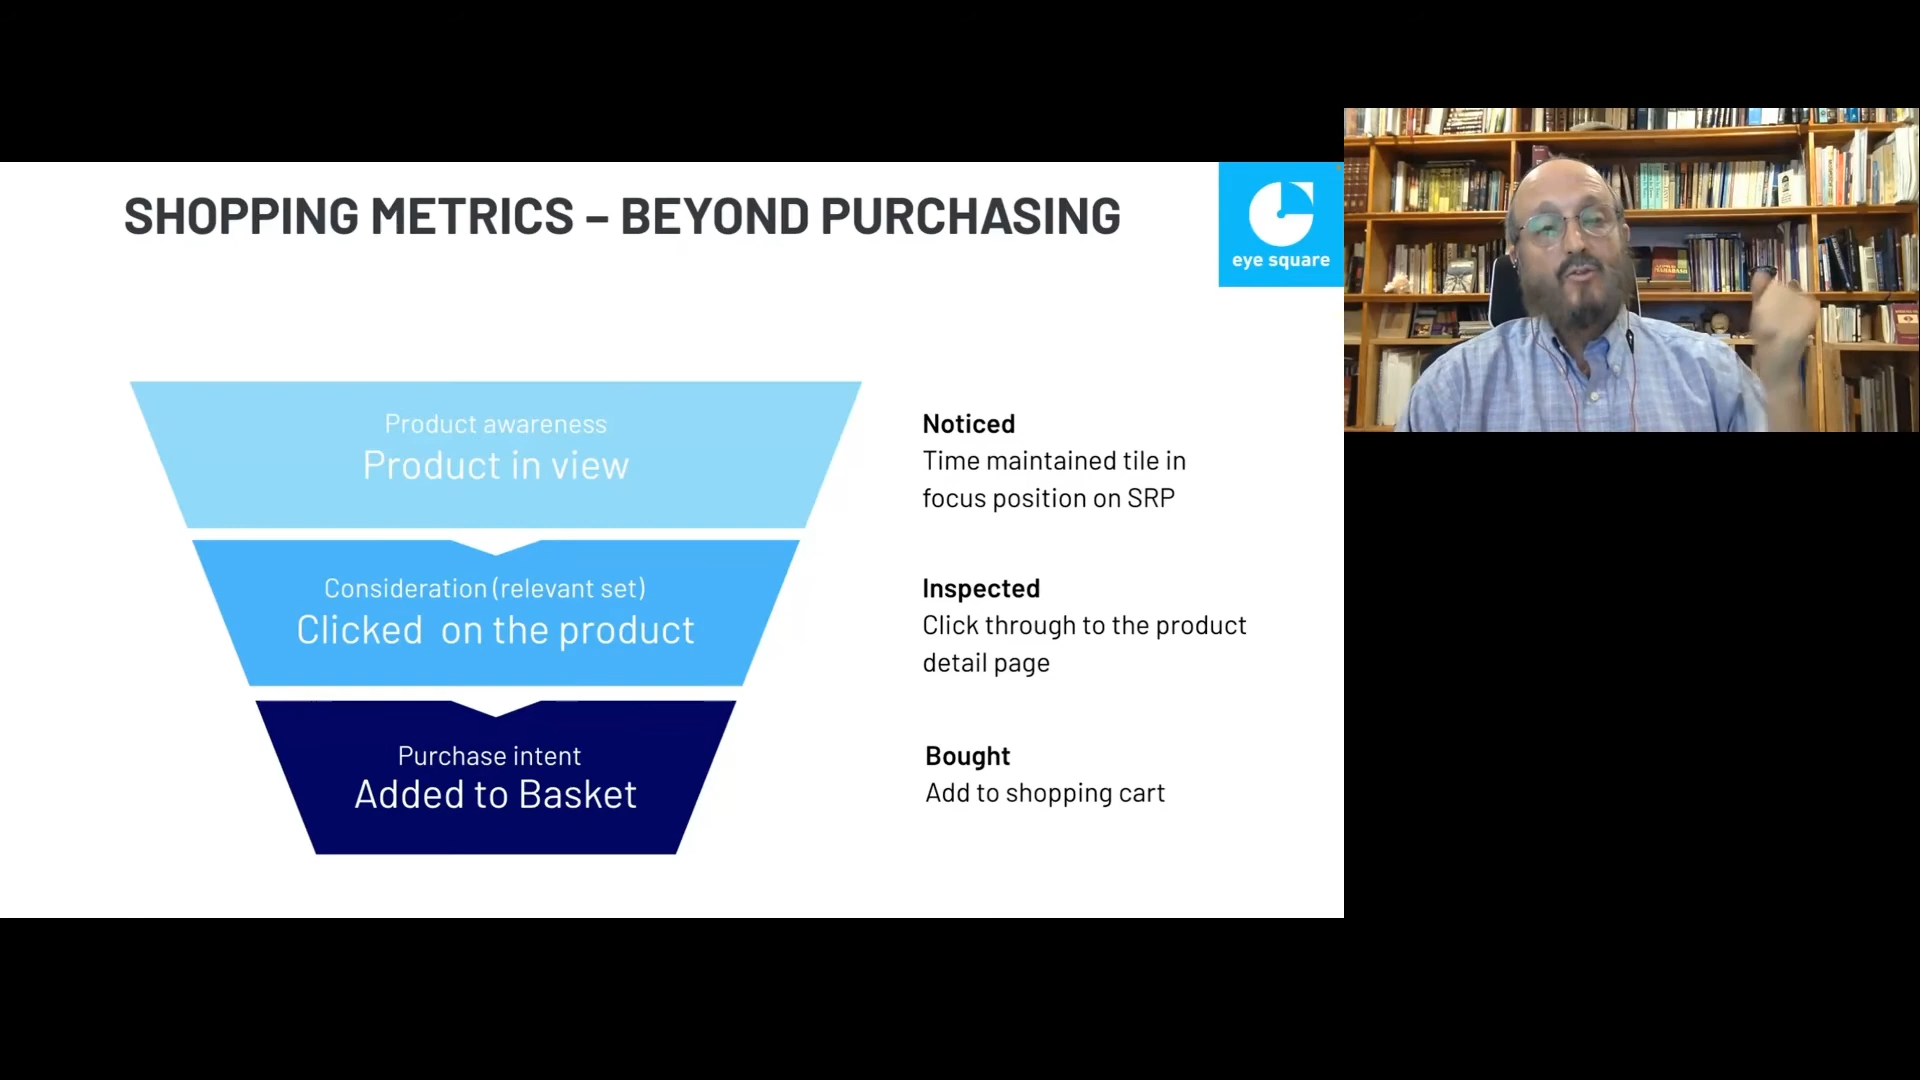 SHOPPING METRICS – BEYOND PURCHASING
eye square
Product awareness
Product in view
Noticed
Time maintained tile in
focus position on SRP
Consideration (relevant set)
Clicked on the product
Inspected
Click through to the product
detail page
Purchase intent
Added to Basket
Bought
Add to shopping cart